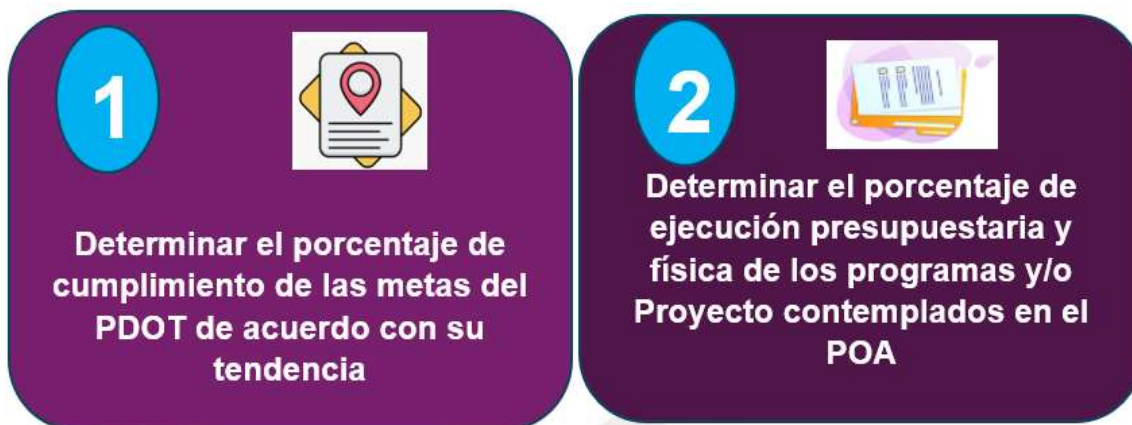 1
Determinar el porcentaje de
cumplimiento de las metas del
PDOT de acuerdo con su
tendencia
2
Determinar el porcentaje de
ejecución presupuestaria y
física de los programas y/o
Proyecto contemplados en el
POA